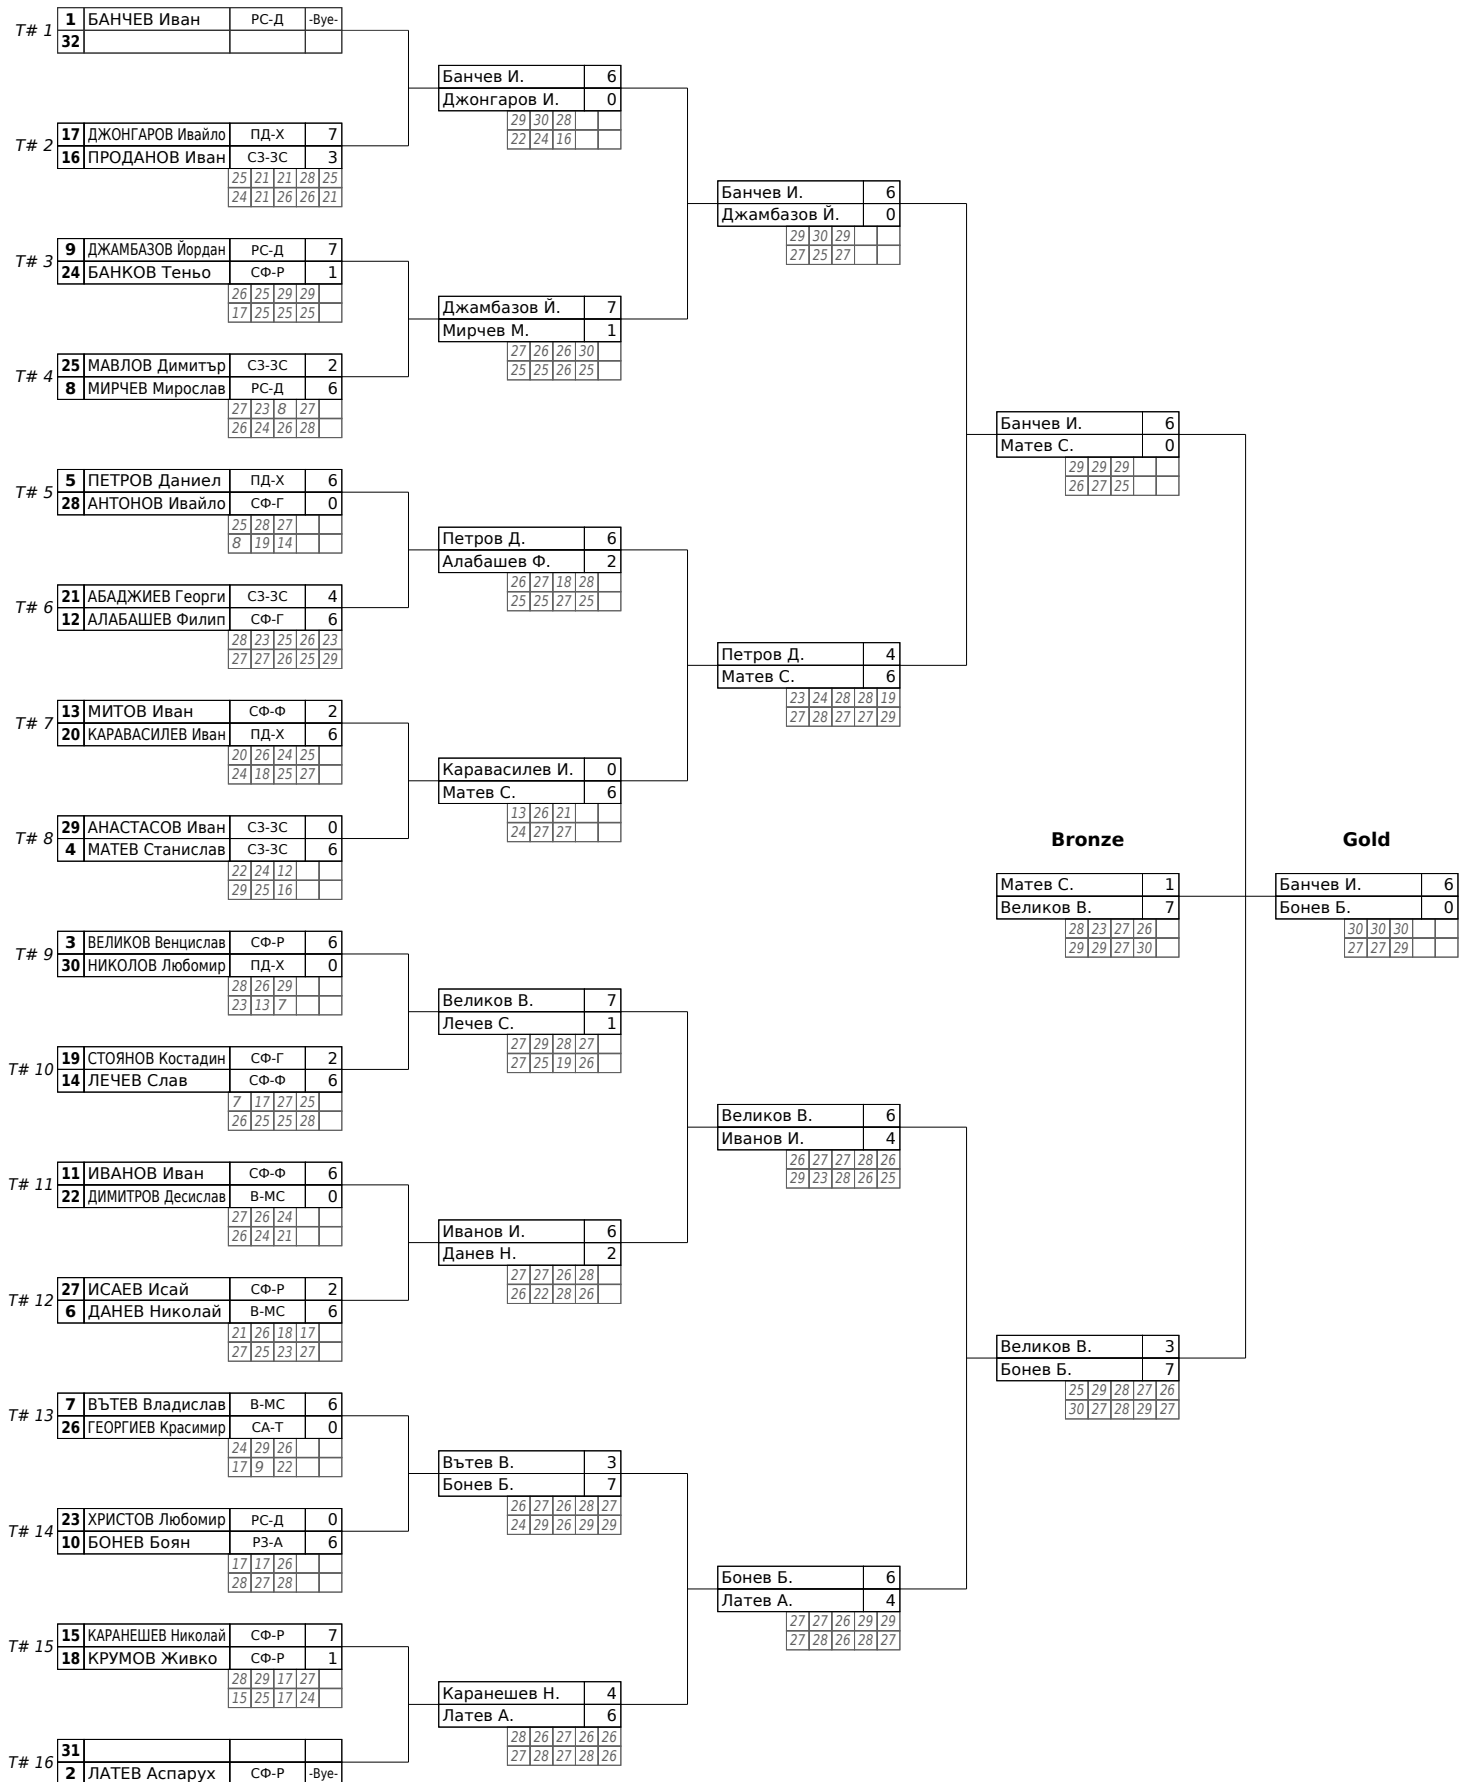 T# 1 1 БАНЧЕВ Иван РС-Д -Bye-
32
Банчев И. 6
Джонгаров И. 0
29 30 28
22 24 16
T# 2 17 ДЖОНГАРОВ Ивайло ПД-Х 7
16 ПРОДАНОВ Иван СЗ-ЗС 3
25 21 21 28 25
24 21 26 26 21
Банчев И. 6
Джамбазов Й. 0
29 30 29
27 25 27
T# 3 9 ДЖАМБАЗОВ Йордан РС-Д 7
24 БАНКОВ Теньо СФ-Р 1
26 25 29 29
17 25 25 25
Джамбазов Й. 7
Мирчев М. 1
27 26 26 30
25 25 26 25
T# 4 25 МАВЛОВ Димитър СЗ-ЗС 2
8 МИРЧЕВ Мирослав РС-Д 6
27 23 8 27
26 24 26 28
Банчев И. 6
Матев С. 0
29 29 29
26 27 25
T# 5 5 ПЕТРОВ Даниел ПД-Х 6
28 АНТОНОВ Ивайло СФ-Г 0
25 28 27
8 19 14
Петров Д. 6
Алабашев Ф. 2
26 27 18 28
25 25 27 25
T# 6 21 АБАДЖИЕВ Георги СЗ-ЗС 4
12 АЛАБАШЕВ Филип СФ-Г 6
28 23 25 26 23
27 27 26 25 29
Петров Д. 4
Матев С. 6
23 24 28 28 19
27 28 27 27 29
T# 7 13 МИТОВ Иван СФ-Ф 2
20 КАРАВАСИЛЕВ Иван ПД-Х 6
20 26 24 25
24 18 25 27
Каравасилев И. 0
Матев С. 6
13 26 21
24 27 27
T# 8 29 АНАСТАСОВ Иван СЗ-ЗС 0
4 МАТЕВ Станислав СЗ-ЗС 6
22 24 12
29 25 16
Bronze Gold
Матев С. 1
Великов В. 7
28 23 27 26
29 29 27 30
Банчев И. 6
Бонев Б. 0
30 30 30
27 27 29
T# 9 3 ВЕЛИКОВ Венцислав СФ-Р 6
30 НИКОЛОВ Любомир ПД-Х 0
28 26 29
23 13 7
Великов В. 7
Лечев С. 1
27 29 28 27
27 25 19 26
T# 10 19 СТОЯНОВ Костадин СФ-Г 2
14 ЛЕЧЕВ Слав СФ-Ф 6
7 17 27 25
26 25 25 28
Великов В. 6
Иванов И. 4
26 27 27 28 26
29 23 28 26 25
T# 11 11 ИВАНОВ Иван СФ-Ф 6
22 ДИМИТРОВ Десислав В-МС 0
27 26 24
26 24 21
Иванов И. 6
Данев Н. 2
27 27 26 28
26 22 28 26
T# 12 27 ИСАЕВ Исай СФ-Р 2
6 ДАНЕВ Николай В-МС 6
21 26 18 17
27 25 23 27
Великов В. 3
Бонев Б. 7
25 29 28 27 26
30 27 28 29 27
T# 13 7 ВЪТЕВ Владислав В-МС 6
26 ГЕОРГИЕВ Красимир СА-Т 0
24 29 26
17 9 22
Вътев В. 3
Бонев Б. 7
26 27 26 28 27
24 29 26 29 29
T# 14 23 ХРИСТОВ Любомир РС-Д 0
10 БОНЕВ Боян РЗ-А 6
17 17 26
28 27 28
Бонев Б. 6
Латев А. 4
27 27 26 29 29
27 28 26 28 27
T# 15 15 КАРАНЕШЕВ Николай СФ-Р 7
18 КРУМОВ Живко СФ-Р 1
28 29 17 27
15 25 17 24
Каранешев Н. 4
Латев А. 6
28 26 27 26 26
27 28 27 28 26
T# 16 31
2 ЛАТЕВ Аспарух СФ-Р -Bye-